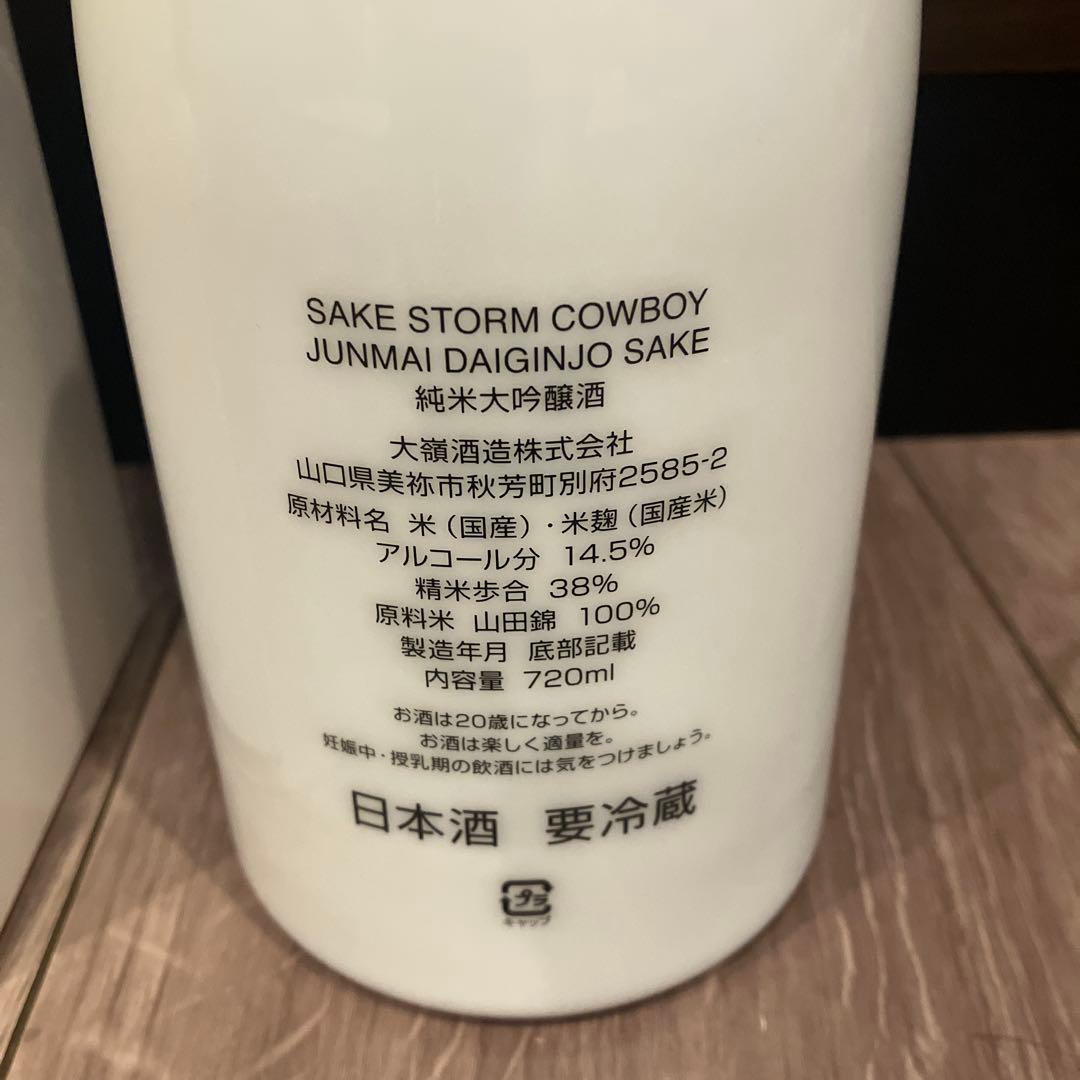 SAKE STORM COWBOY
JUNMAI DAIGINJO SAKE
純米大吟醸酒
大嶺酒造株式会社
山口県美祢市秋芳町別府2585-2
原材料名 米（国産）・米麹（国産米）
アルコール分 14.5%
精米歩合 38%
原料米 山田錦 100%
製造年月 底部記載
内容量 720ml
お酒は20歳になってから。
お酒は楽しく適量を。
妊娠中・授乳期の飲酒には気をつけましょう。
日本酒 要冷蔵
プラ
キャップ